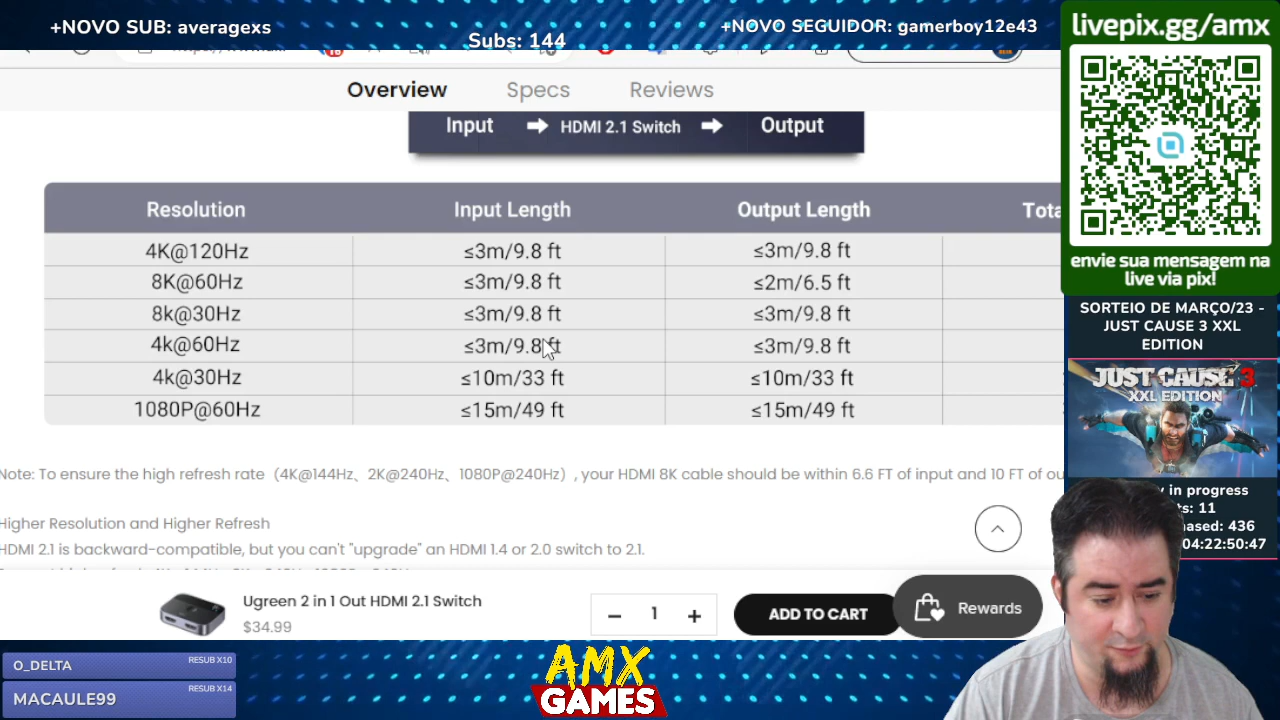 +NOVO SUB: averagexs
Subs: 144
+NOVO SEGUIDOR: gamerboy12e43
livepix.gg/amx
envie sua mensagem na
live via pix!
Overview Specs Reviews
Input HDMI 2.1 Switch Output
Resolution Input Length Output Length
4K@120Hz ≤3m/9.8 ft ≤3m/9.8 ft
8K@60Hz ≤3m/9.8 ft ≤2m/6.5 ft
8k@30Hz ≤3m/9.8 ft ≤3m/9.8 ft
4k@60Hz ≤3m/9.8 ft ≤3m/9.8 ft
4k@30Hz ≤10m/33 ft ≤10m/33 ft
1080P@60Hz ≤15m/49 ft ≤15m/49 ft
Note: To ensure the high refresh rate（4K@144Hz、2K@240Hz、1080P@240Hz）, your HDMI 8K cable should be within 6.6 FT of input and 10 FT of
Higher Resolution and Higher Refresh
HDMI 2.1 is backward-compatible, but you can't "upgrade" an HDMI 1.4 or 2.0 switch to 2.1.
Ugreen 2 in 1 Out HDMI 2.1 Switch
$34.99
− 1 +
ADD TO CART
Rewards
SORTEIO DE MARÇO/23 -
JUST CAUSE 3 XXL
EDITION
JUST CAUSE 3
XXL EDITION
in progress
11
436
04:22:50:47
O_DELTA RESUB X10
MACAULE99 RESUB X14
AMX
GAMES